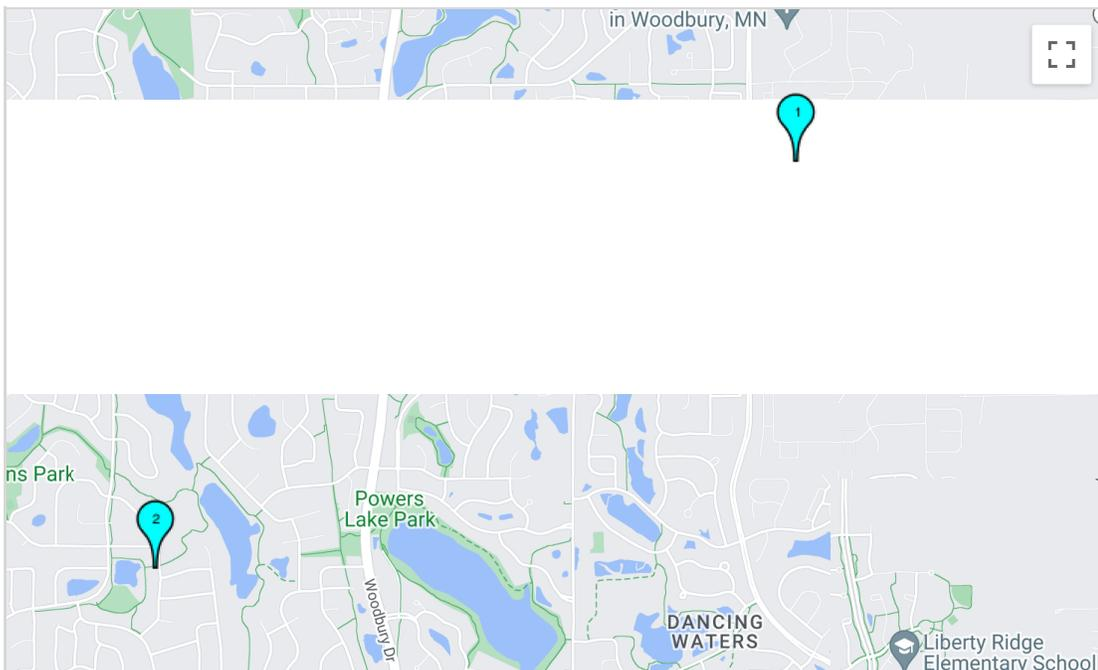 in Woodbury, MN
1
ns Park
Powers
Lake Park
2
Woodbury Dr
DANCING
WATERS
Liberty Ridge
Elementary School